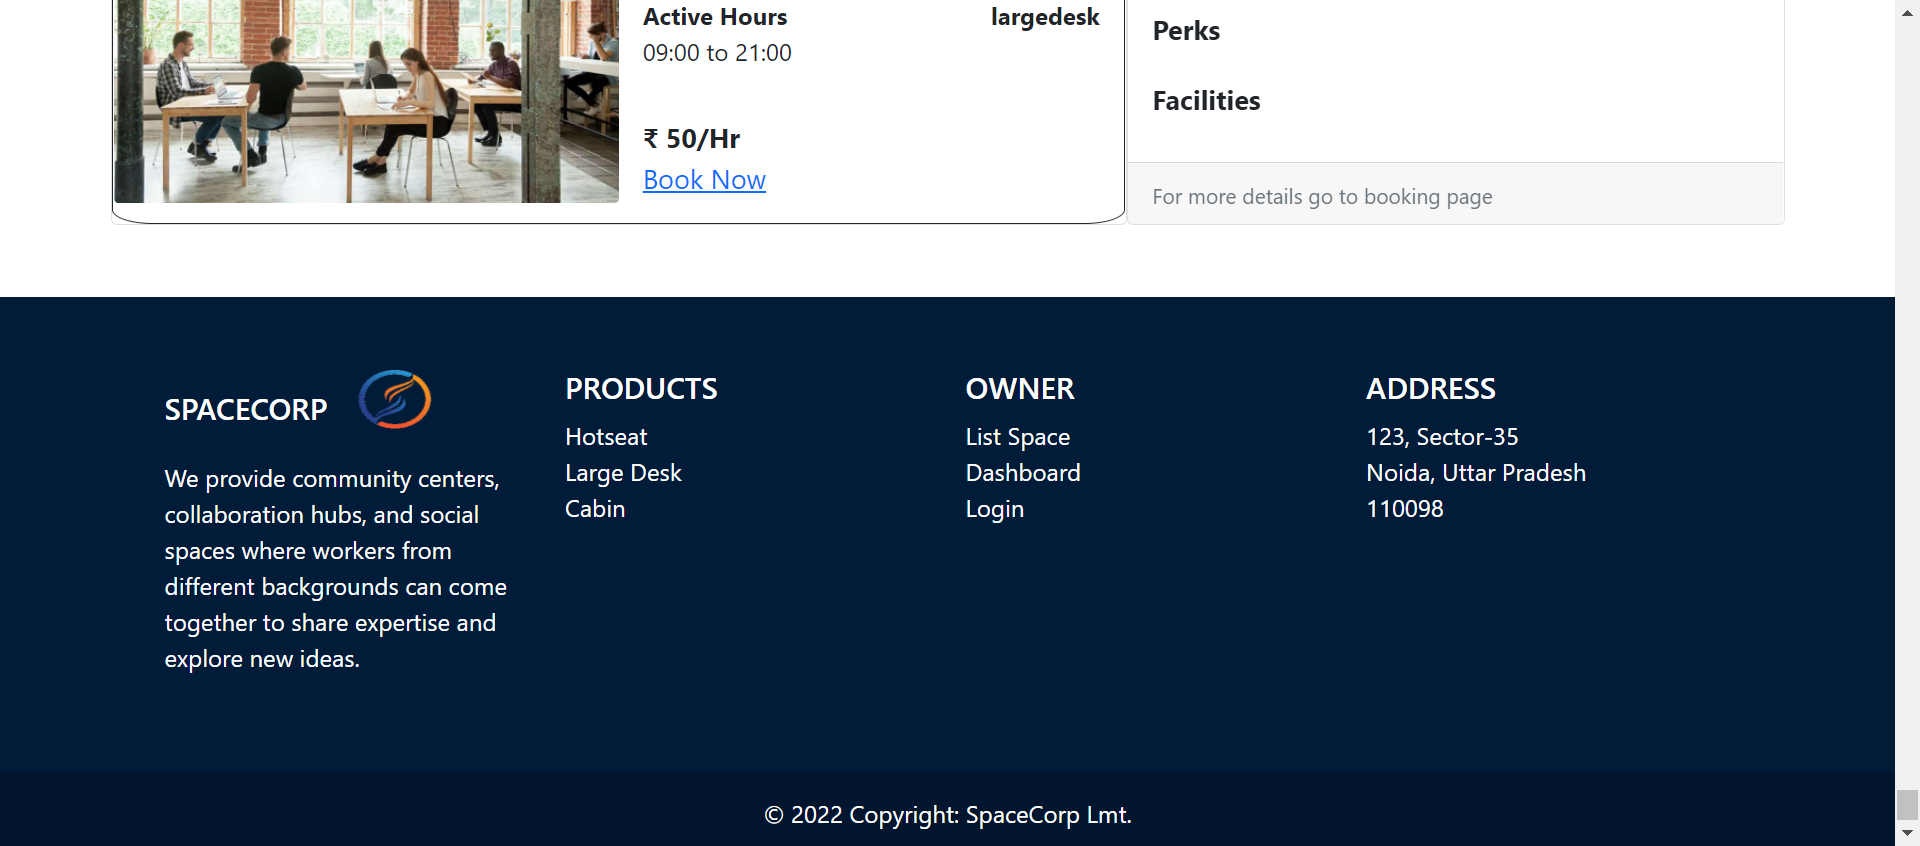 Active Hours
largedesk
09:00 to 21:00
₹ 50/Hr
Book Now
Perks
Facilities
For more details go to booking page
SPACECORP
We provide community centers,
collaboration hubs, and social
spaces where workers from
different backgrounds can come
together to share expertise and
explore new ideas.
PRODUCTS
Hotseat
Large Desk
Cabin
OWNER
List Space
Dashboard
Login
ADDRESS
123, Sector-35
Noida, Uttar Pradesh
110098
© 2022 Copyright: SpaceCorp Lmt.